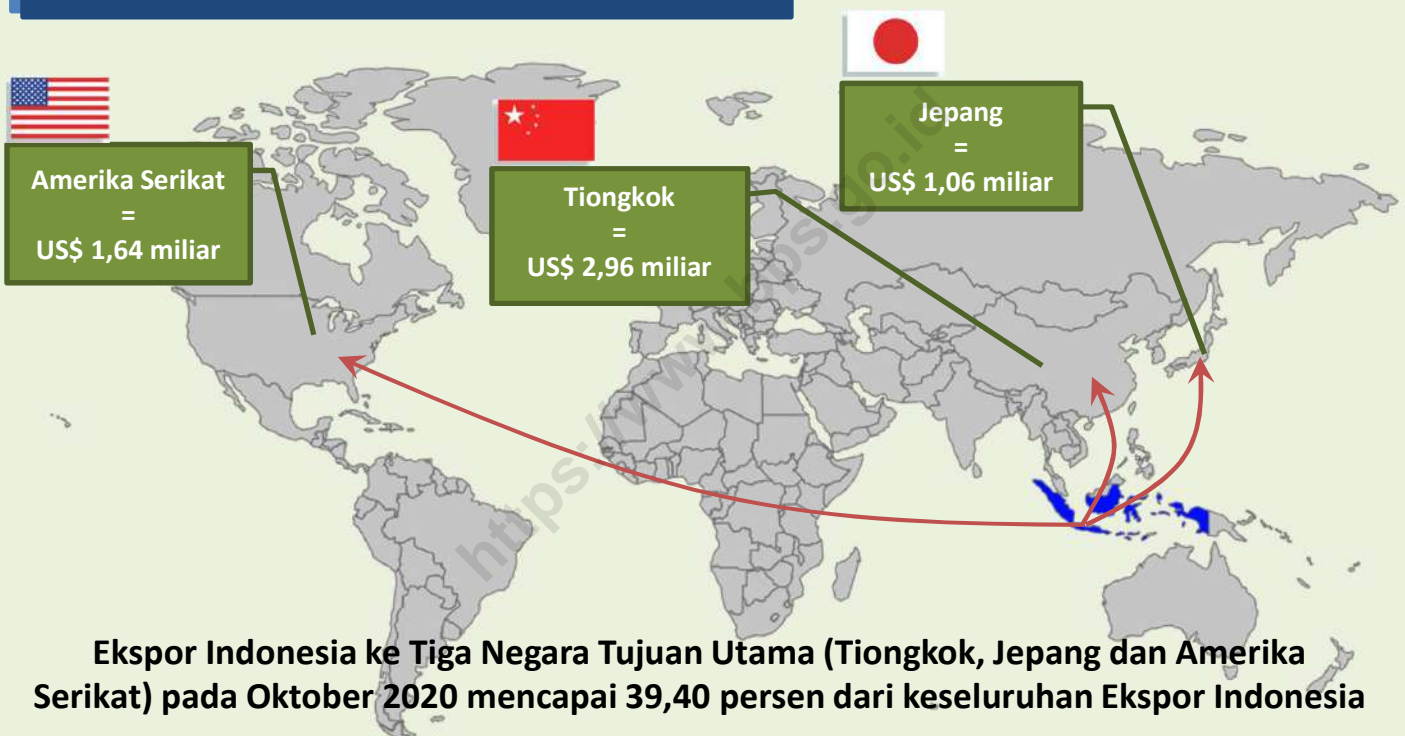 Jepang
=
US$ 1,06 miliar
Amerika Serikat
=
US$ 1,64 miliar
Tiongkok
=
US$ 2,96 miliar
https://www.bps.go.id
Ekspor Indonesia ke Tiga Negara Tujuan Utama (Tiongkok, Jepang dan Amerika
Serikat) pada Oktober 2020 mencapai 39,40 persen dari keseluruhan Ekspor Indonesia